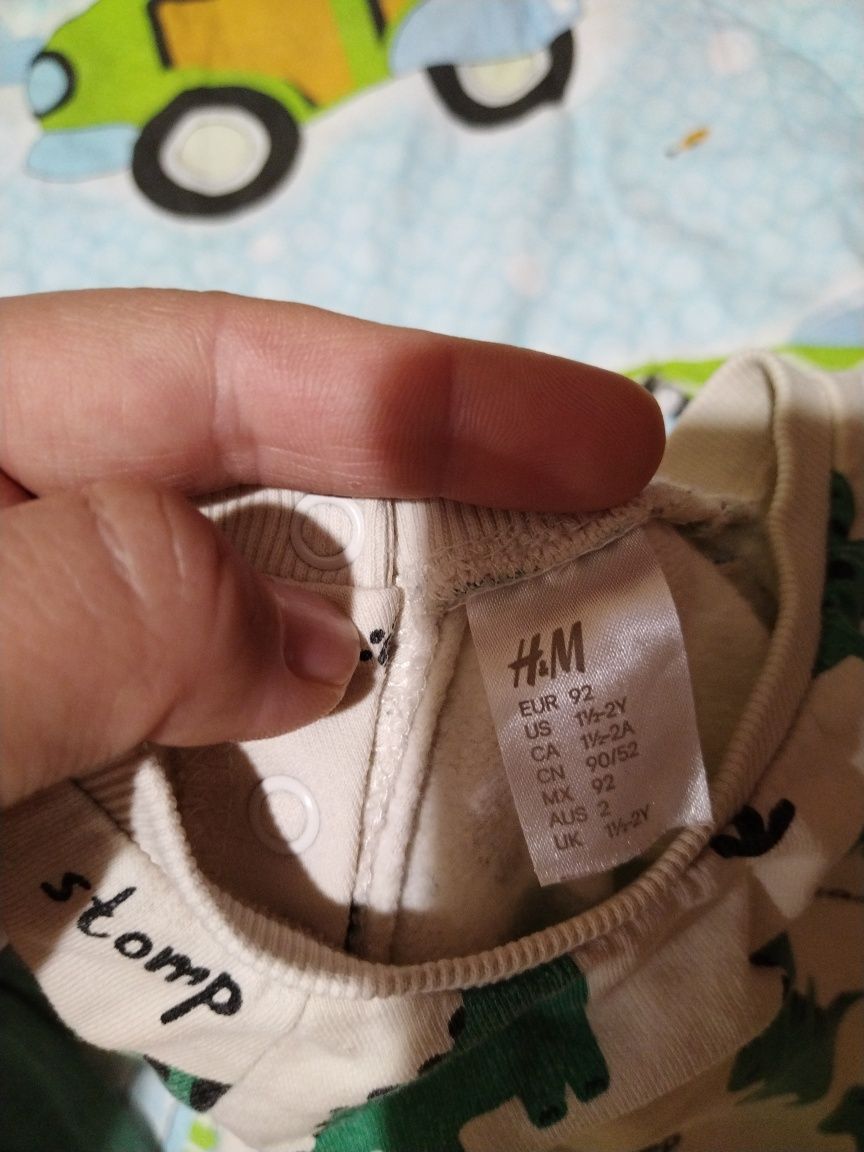 H&M
EUR 92
US 1½-2Y
CA 1½-2A
CN 90/52
MX 92
AUS 2
UK 1½-2Y
stomp